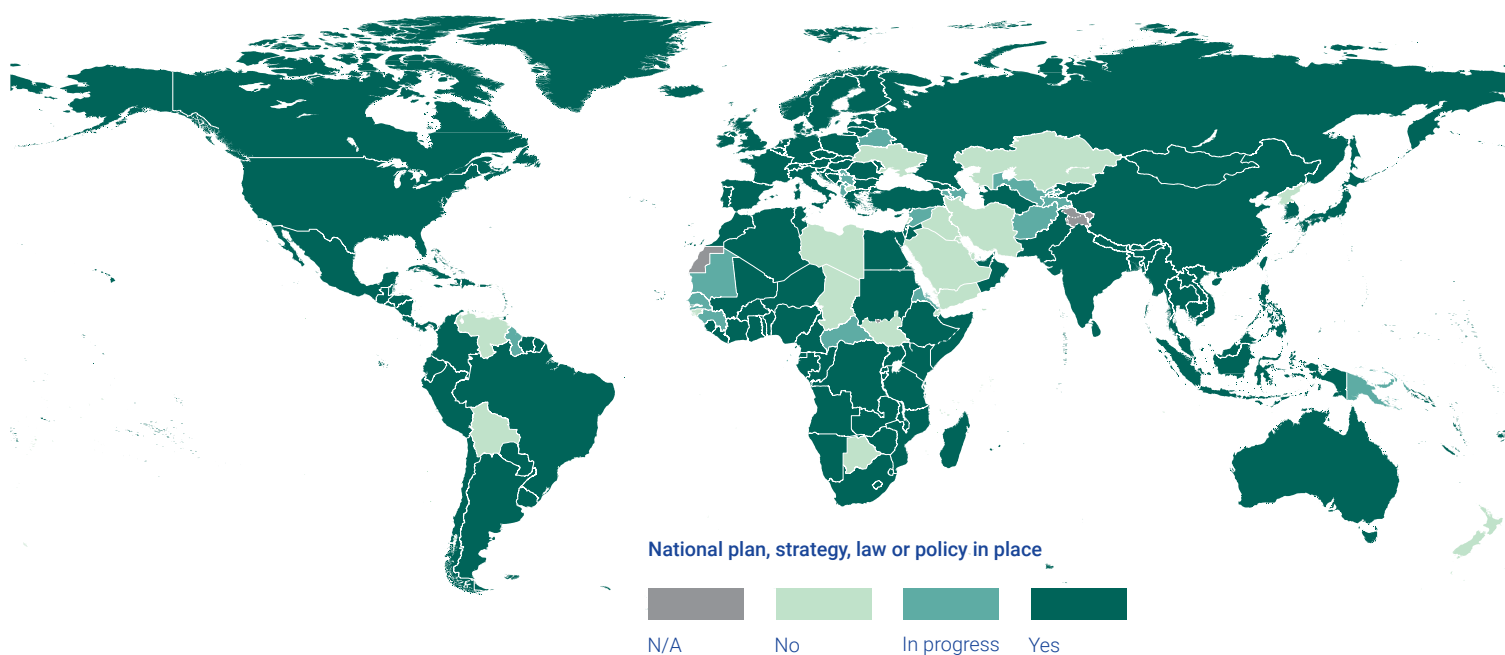 National plan, strategy, law or policy in place
N/A No In progress Yes